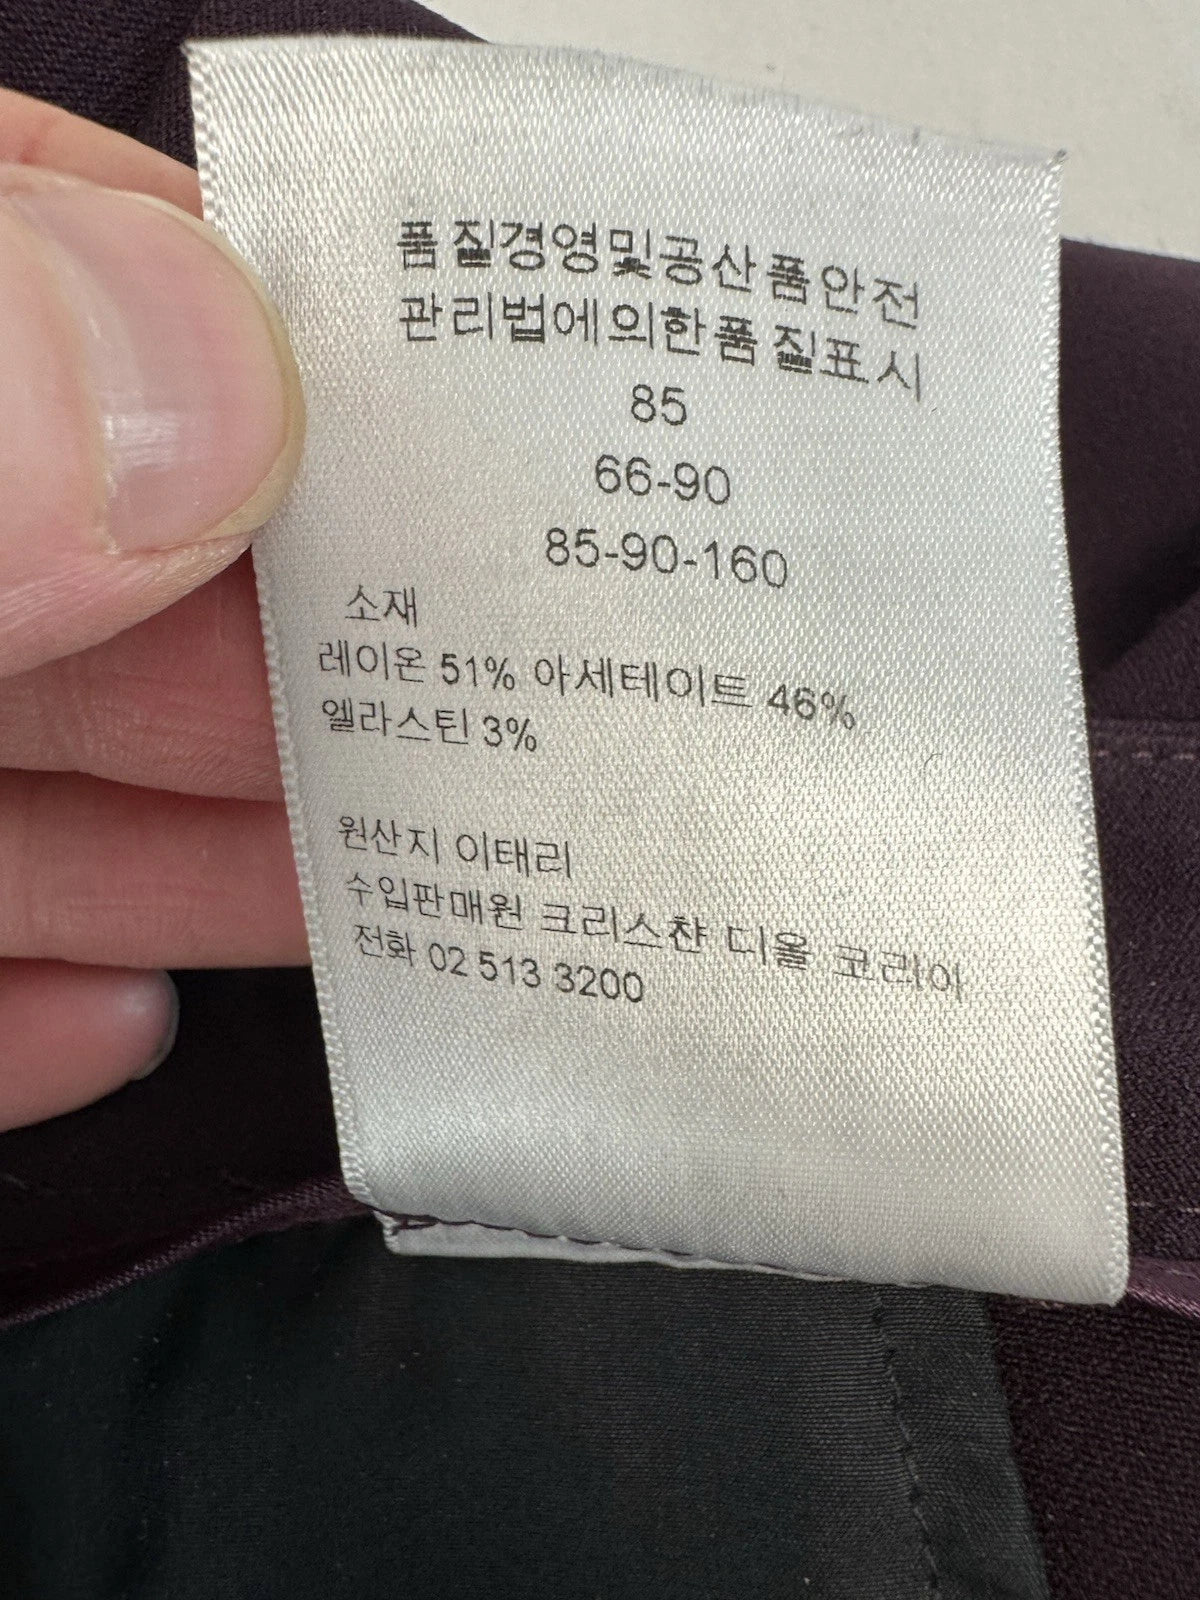 품질경영및공산품안전
관리법에의한품질표시
85
66-90
85-90-160
소재
레이온 51% 아세테이트 46%
엘라스틴 3%
원산지 이태리
수입판매원 크리스챤 디올 코리아
전화 02 513 3200